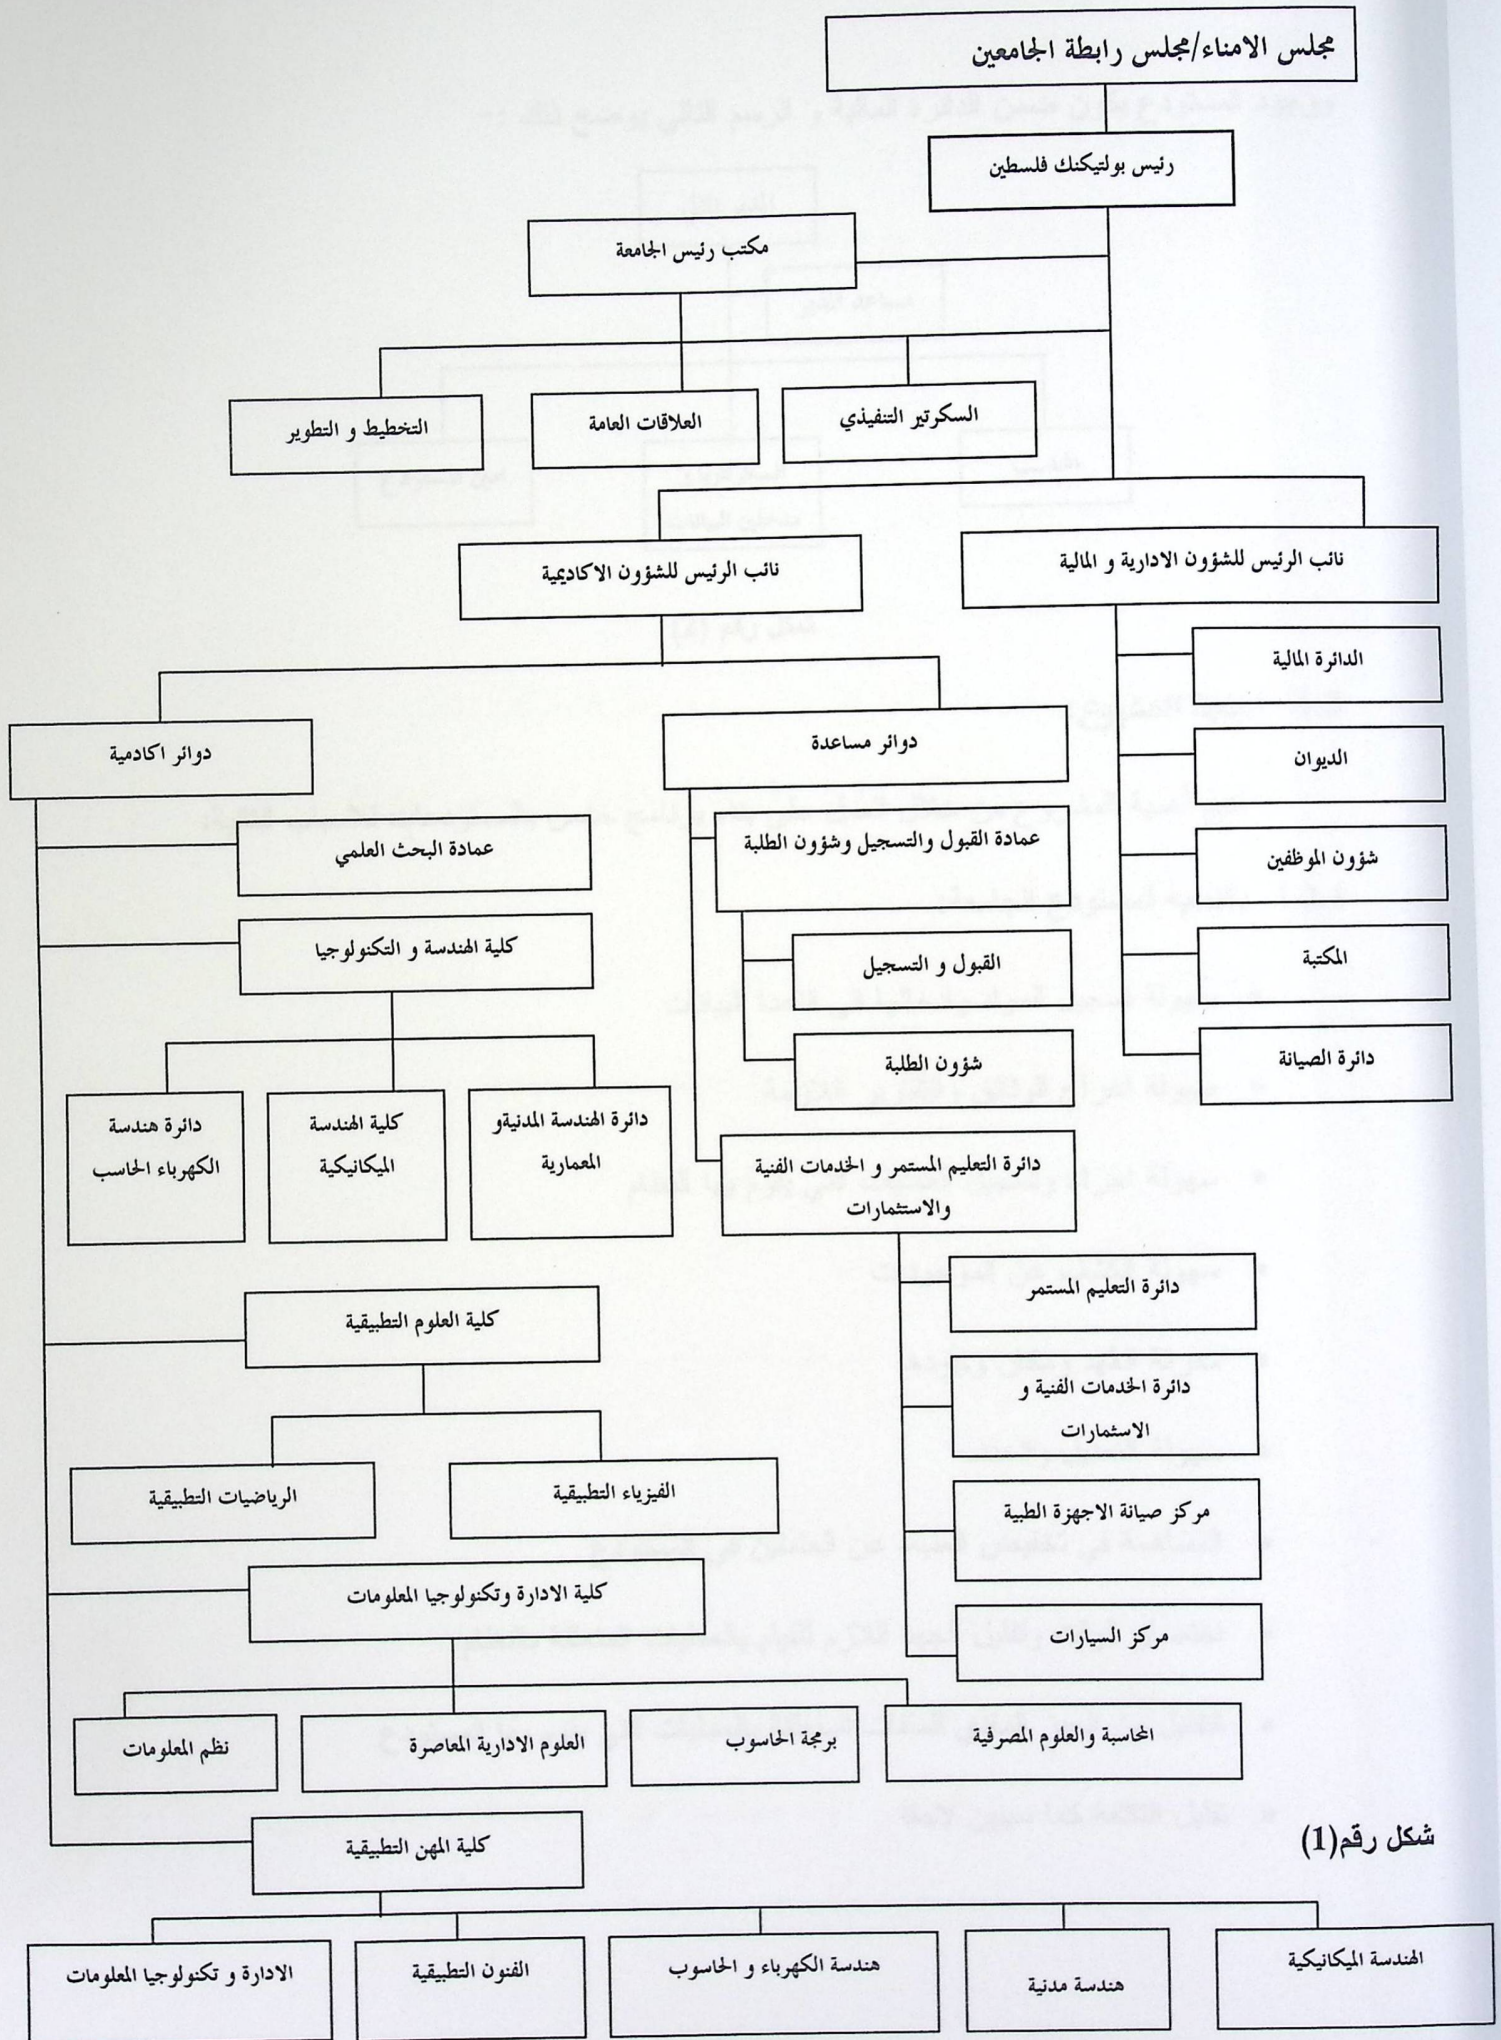 مجلس الامناء/مجلس رابطة الجامعين
رئيس بولتيكنك فلسطين
مكتب رئيس الجامعة
السكرتير التنفيذي
العلاقات العامة
التخطيط و التطوير
نائب الرئيس للشؤون الادارية و المالية
نائب الرئيس للشؤون الاكاديمية
الدائرة المالية
الديوان
شؤون الموظفين
المكتبة
دائرة الصيانة
دوائر مساعدة
عمادة القبول والتسجيل وشؤون الطلبة
القبول و التسجيل
شؤون الطلبة
دائرة التعليم المستمر و الخدمات الفنية
والاستثمارات
دائرة التعليم المستمر
دائرة الخدمات الفنية و
الاسثمارات
مركز صيانة الاجهزة الطبية
مركز السيارات
دوائر اكادمية
عمادة البحث العلمي
كلية الهندسة و التكنولوجيا
دائرة الهندسة المدنيةو
المعمارية
كلية الهندسة
الميكانيكية
دائرة هندسة
الكهرباء الحاسب
كلية العلوم التطبيقية
الفيزياء التطبيقية
الرياضيات التطبيقية
كلية الادارة وتكنولوجيا المعلومات
المحاسبة والعلوم المصرفية
برمجة الحاسوب
العلوم الادارية المعاصرة
نظم المعلومات
كلية المهن التطبيقية
شكل رقم(1)
الهندسة الميكانيكية
هندسة مدنية
هندسة الكهرباء و الحاسوب
الفنون التطبيقية
الادارة و تكنولوجيا المعلومات